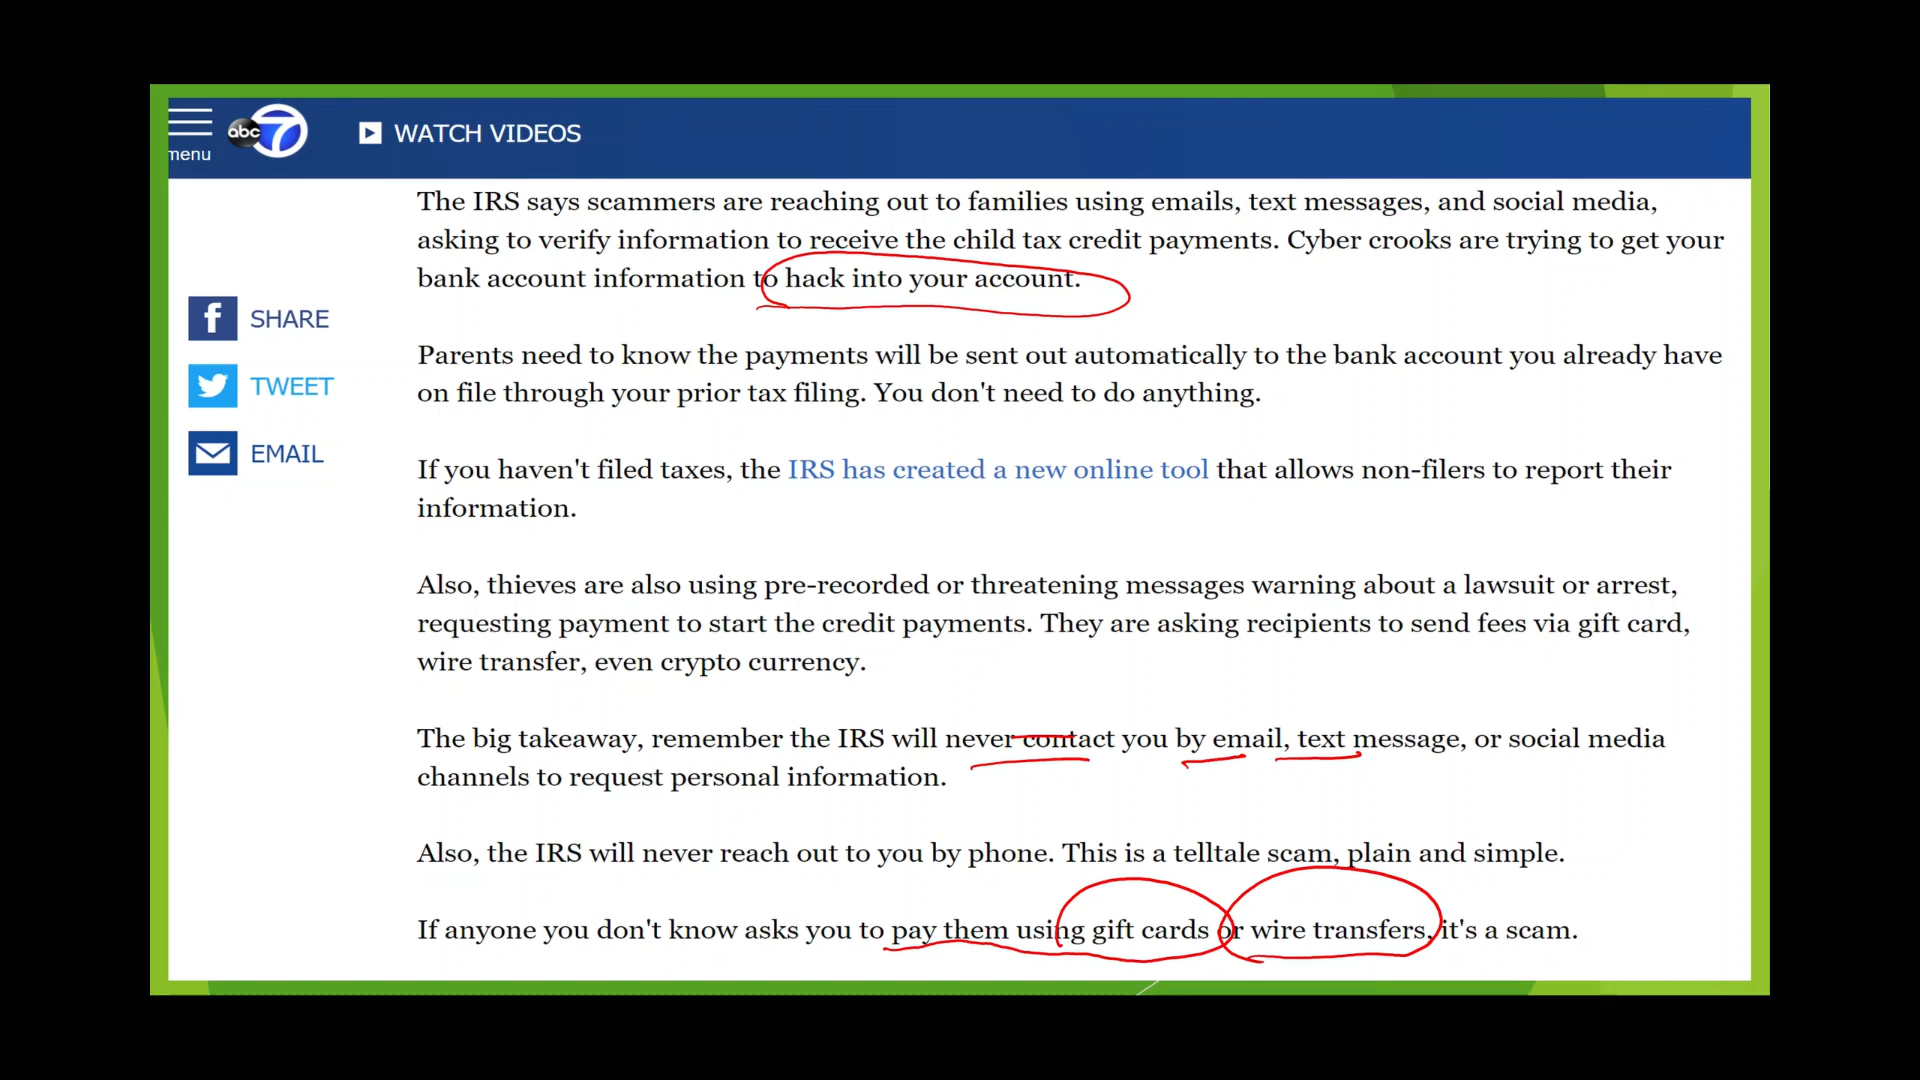 menu
abc 7
WATCH VIDEOS
The IRS says scammers are reaching out to families using emails, text messages, and social media,
asking to verify information to receive the child tax credit payments. Cyber crooks are trying to get your
bank account information to hack into your account.
SHARE
TWEET
EMAIL
Parents need to know the payments will be sent out automatically to the bank account you already have
on file through your prior tax filing. You don't need to do anything.
If you haven't filed taxes, the IRS has created a new online tool that allows non-filers to report their
information.
Also, thieves are also using pre-recorded or threatening messages warning about a lawsuit or arrest,
requesting payment to start the credit payments. They are asking recipients to send fees via gift card,
wire transfer, even crypto currency.
The big takeaway, remember the IRS will never contact you by email, text message, or social media
channels to request personal information.
Also, the IRS will never reach out to you by phone. This is a telltale scam, plain and simple.
If anyone you don't know asks you to pay them using gift cards or wire transfers, it's a scam.